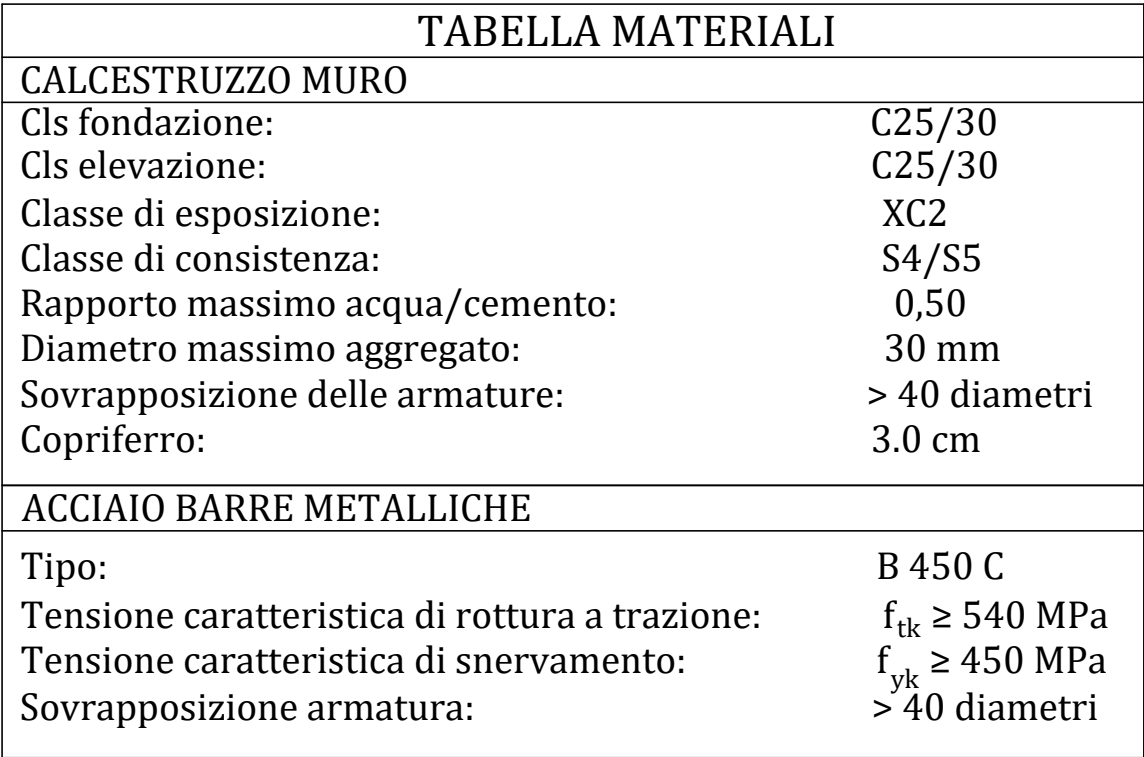 TABELLA MATERIALI
CALCESTRUZZO MURO
Cls fondazione: C25/30
Cls elevazione: C25/30
Classe di esposizione: XC2
Classe di consistenza: S4/S5
Rapporto massimo acqua/cemento: 0,50
Diametro massimo aggregato: 30 mm
Sovrapposizione delle armature: > 40 diametri
Copriferro: 3.0 cm
ACCIAIO BARRE METALLICHE
Tipo: B 450 C
Tensione caratteristica di rottura a trazione: ftk ≥ 540 MPa
Tensione caratteristica di snervamento: fyk ≥ 450 MPa
Sovrapposizione armatura: > 40 diametri